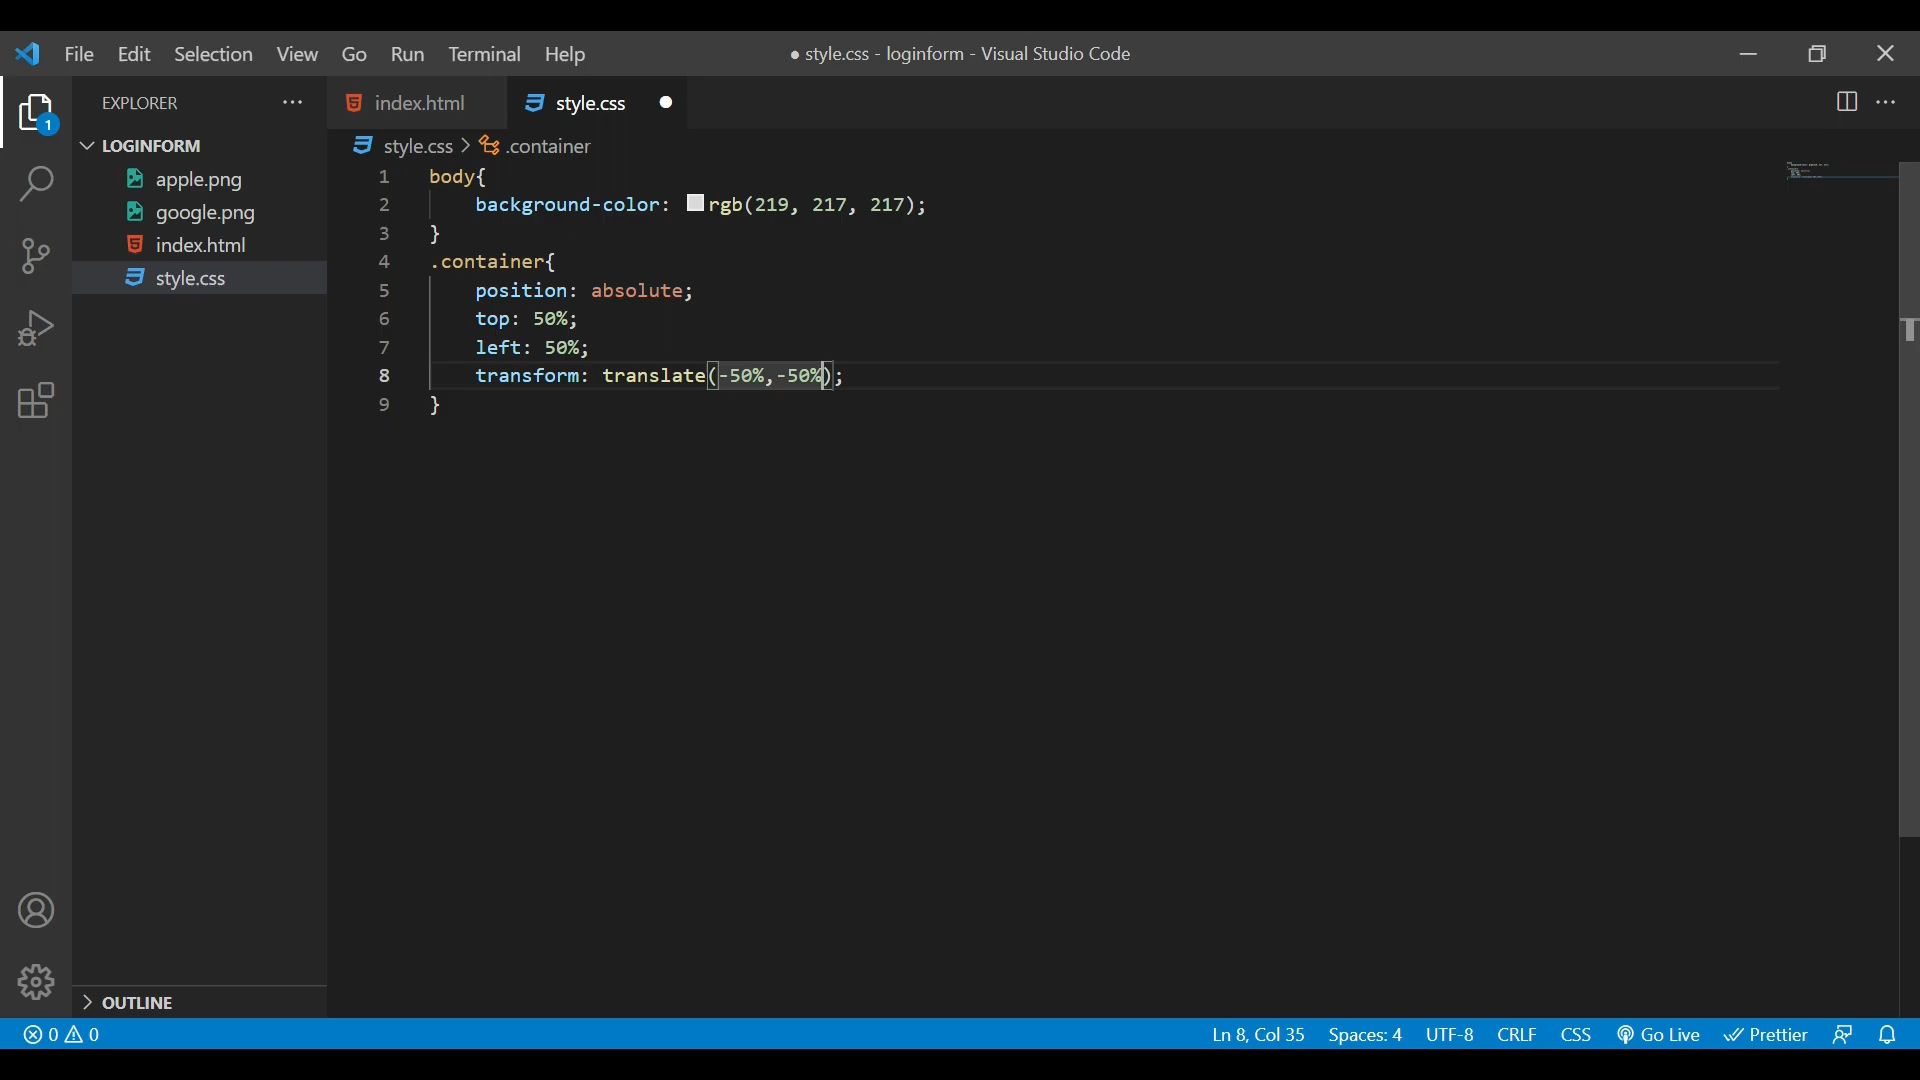 File Edit Selection View Go Run Terminal Help
● style.css - loginform - Visual Studio Code
EXPLORER
index.html
style.css
LOGINFORM
apple.png
google.png
index.html
style.css
style.css > .container
1 body{
2 background-color: rgb(219, 217, 217);
3 }
4 .container{
5 position: absolute;
6 top: 50%;
7 left: 50%;
8 transform: translate(-50%,-50%);
9 }
1
OUTLINE
0 0
Ln 8, Col 35 Spaces: 4 UTF-8 CRLF CSS Go Live Prettier